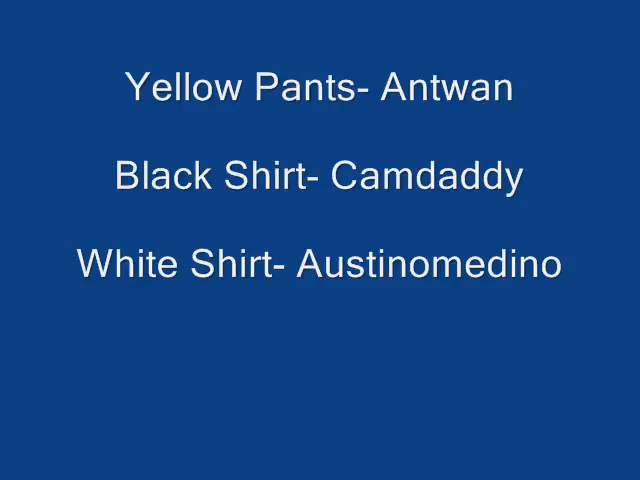 Yellow Pants- Antwan
Black Shirt- Camdaddy
White Shirt- Austinomedino